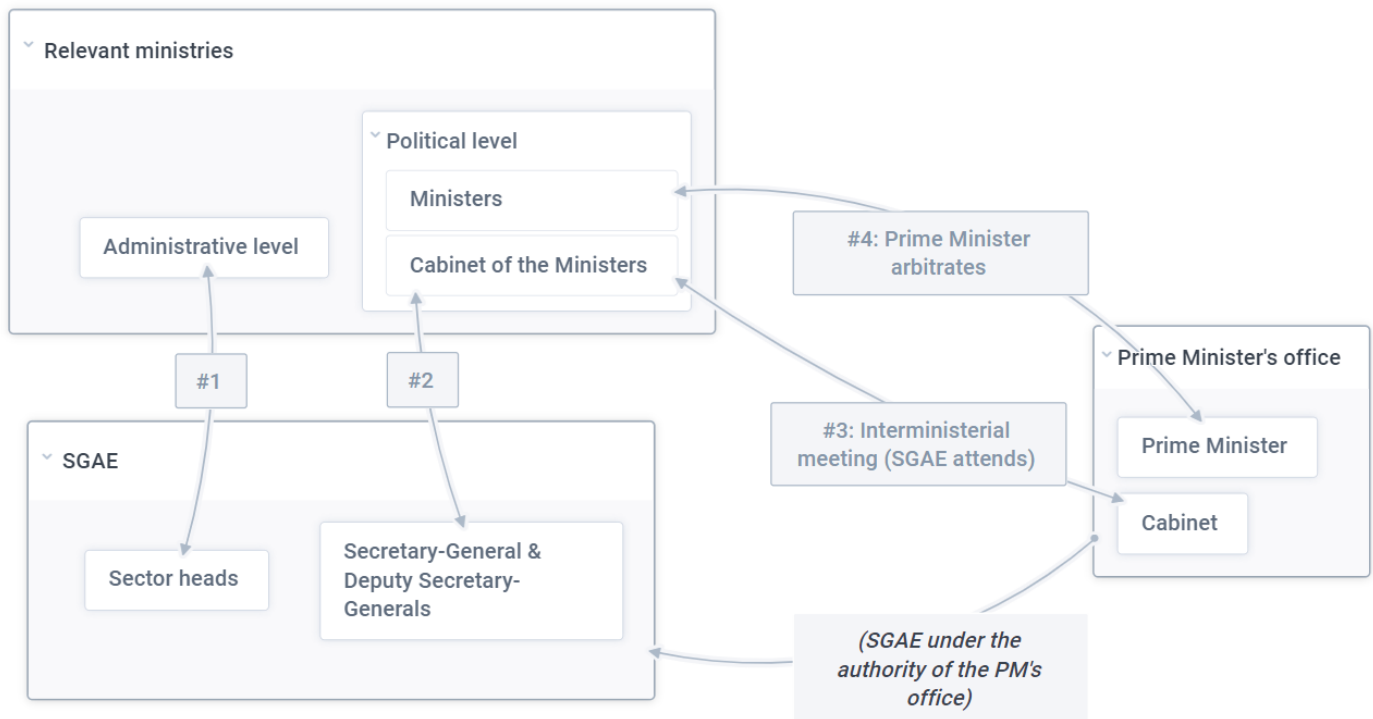 Relevant ministries
Political level
Ministers
Administrative level
Cabinet of the Ministers
#4: Prime Minister
arbitrates
Prime Minister's office
#1
#2
#3: Interministerial
meeting (SGAE attends)
Prime Minister
Cabinet
SGAE
Sector heads
Secretary-General &
Deputy Secretary-
Generals
(SGAE under the
authority of the PM's
office)